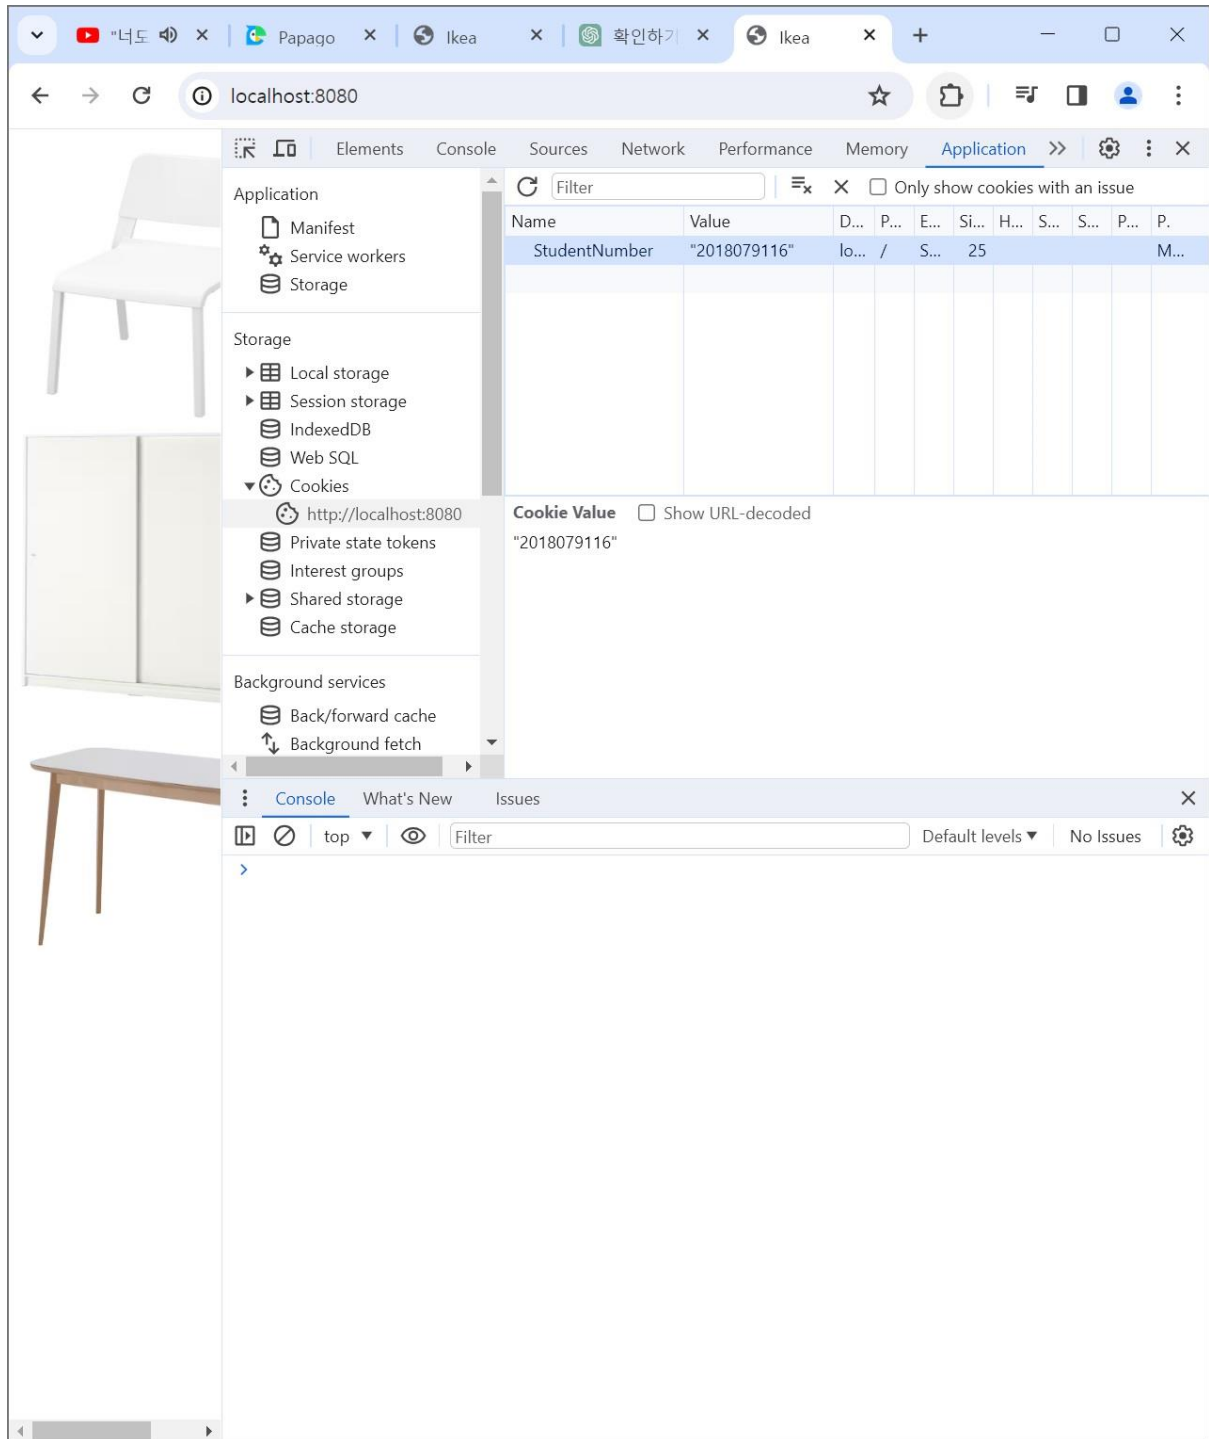 "너도 Papago Ikea 확인하기 Ikea
localhost:8080
Elements Console Sources Network Performance Memory Application
Application
Manifest
Service workers
Storage
Storage
Local storage
Session storage
IndexedDB
Web SQL
Cookies
http://localhost:8080
Private state tokens
Interest groups
Shared storage
Cache storage
Background services
Back/forward cache
Background fetch
Filter Only show cookies with an issue
Name Value D... P... E... Si... H... S... S... P... P.
StudentNumber "2018079116" lo... / S... 25 M...
Cookie Value Show URL-decoded
"2018079116"
Console What's New Issues
top Filter Default levels No Issues